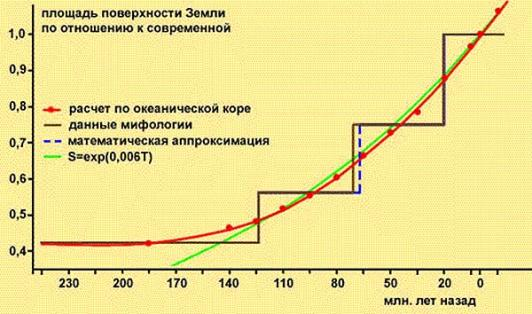 площадь поверхности Земли
по отношению к современной
1,0
0,9
0,8
0,7
0,6
0,5
0,4
расчет по океанической коре
данные мифологии
математическая аппроксимация
S=exp(0,006T)
230 200 170 140 110 80 50 20 0
млн. лет назад